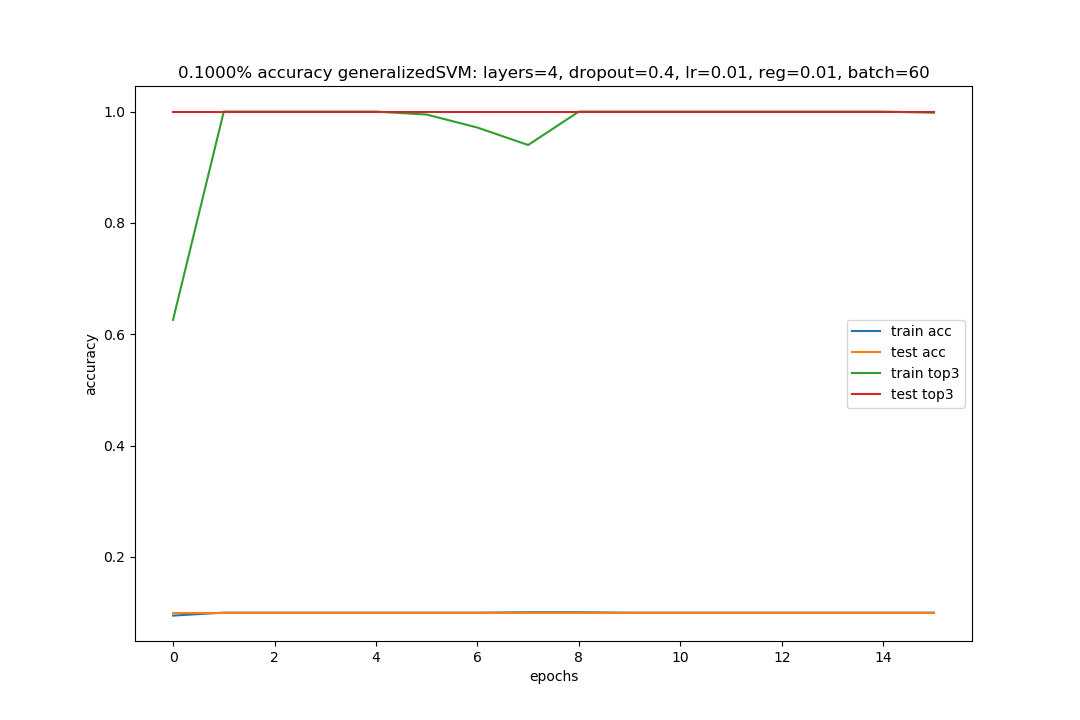 0.1000% accuracy generalizedSVM: layers=4, dropout=0.4, lr=0.01, reg=0.01, batch=60
1.0
0.8
0.6
0.4
0.2
accuracy
train acc
test acc
train top3
test top3
0 2 4 6 8 10 12 14
epochs